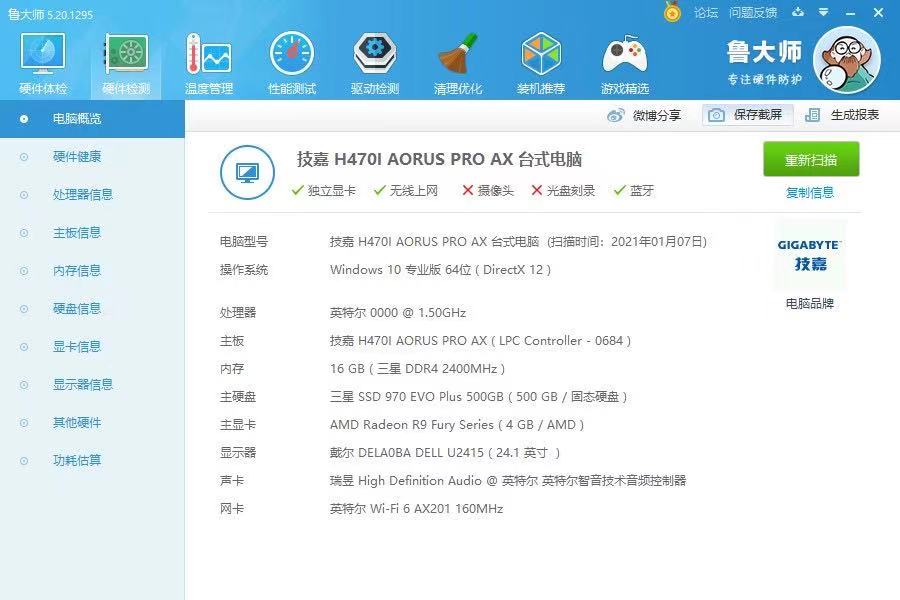 鲁大师 5.20.1295
论坛 问题反馈
硬件体检 硬件检测 温度管理 性能测试 驱动检测 清理优化 装机推荐 游戏精选
鲁大师
专注硬件防护
电脑概览
硬件健康
处理器信息
主板信息
内存信息
硬盘信息
显卡信息
显示器信息
其他硬件
功耗估算
微博分享 保存截屏 生成报表
技嘉 H470I AORUS PRO AX 台式电脑
独立显卡 无线上网 摄像头 光盘刻录 蓝牙
重新扫描
复制信息
电脑型号 技嘉 H470I AORUS PRO AX 台式电脑 (扫描时间：2021年01月07日)
操作系统 Windows 10 专业版 64位 ( DirectX 12 )
处理器 英特尔 0000 @ 1.50GHz
主板 技嘉 H470I AORUS PRO AX ( LPC Controller - 0684 )
内存 16 GB ( 三星 DDR4 2400MHz )
主硬盘 三星 SSD 970 EVO Plus 500GB ( 500 GB / 固态硬盘 )
主显卡 AMD Radeon R9 Fury Series ( 4 GB / AMD )
显示器 戴尔 DELA0BA DELL U2415 ( 24.1 英寸 )
声卡 瑞昱 High Definition Audio @ 英特尔 英特尔智音技术音频控制器
网卡 英特尔 Wi-Fi 6 AX201 160MHz
GIGABYTE
技嘉
电脑品牌